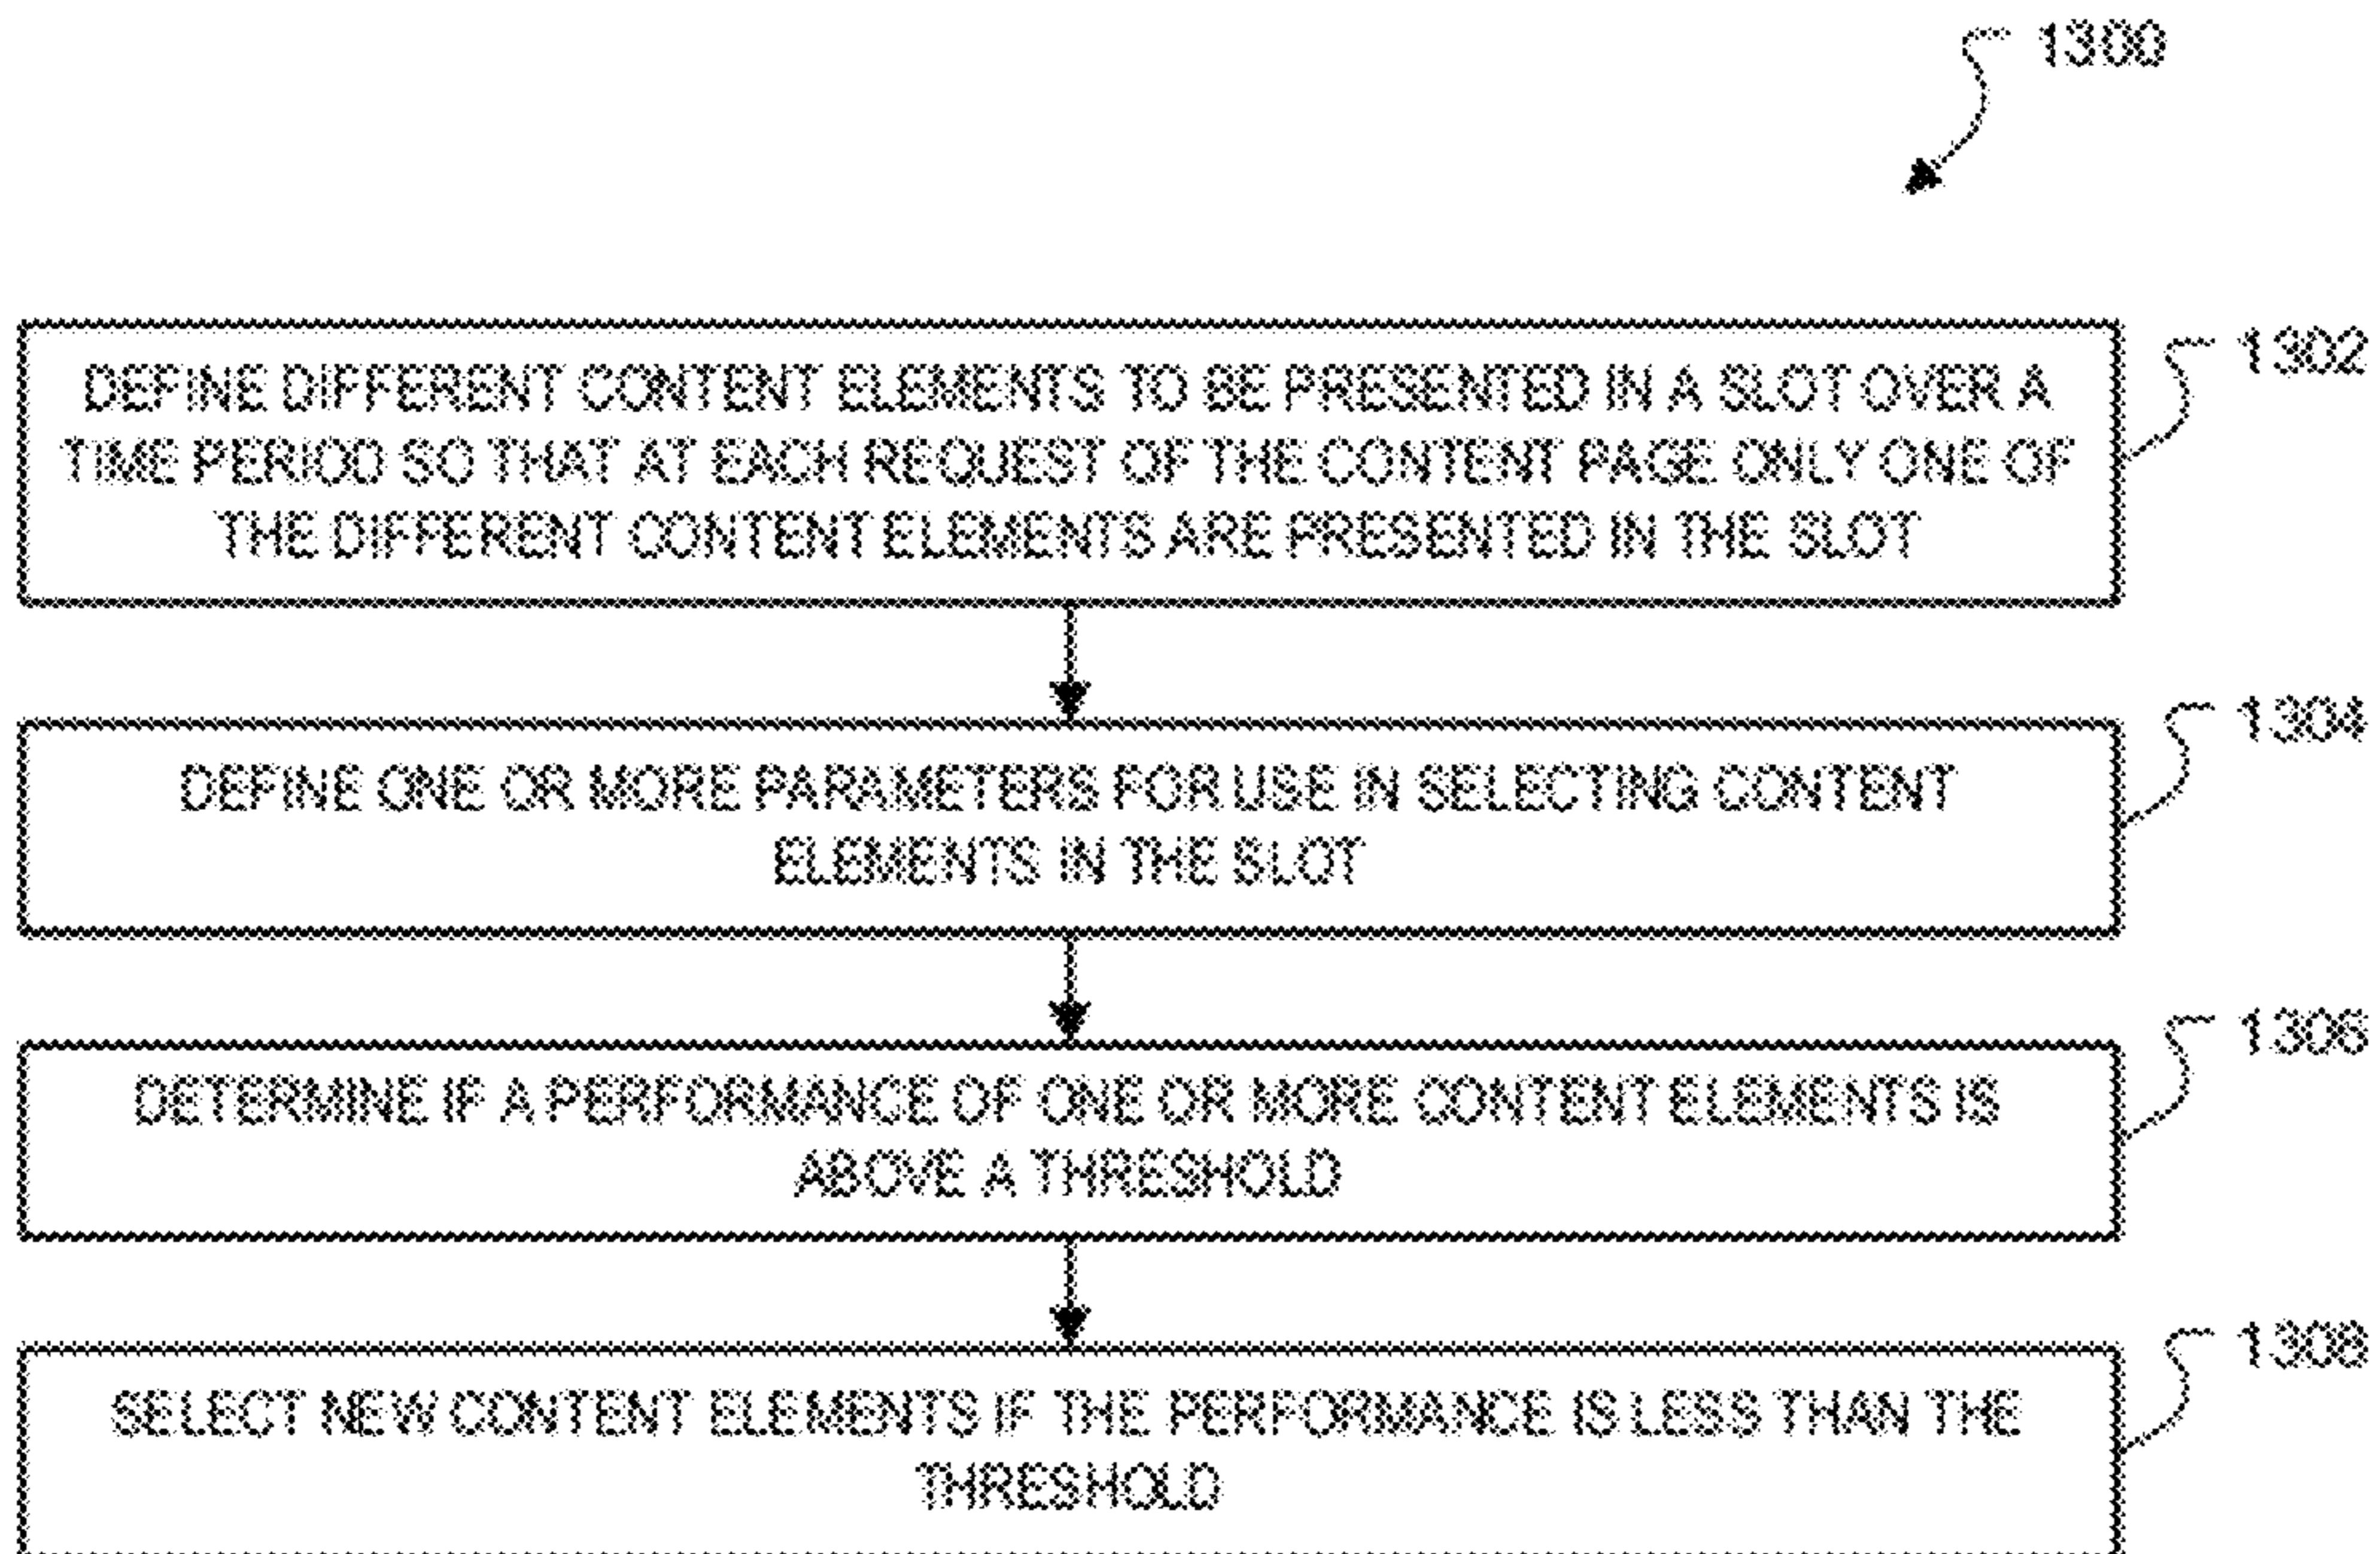 1300
DEFINE DIFFERENT CONTENT ELEMENTS TO BE PRESENTED IN A SLOT OVER A
TIME PERIOD SO THAT AT EACH REQUEST OF THE CONTENT PAGE ONLY ONE OF
THE DIFFERENT CONTENT ELEMENTS ARE PRESENTED IN THE SLOT
1302
DEFINE ONE OR MORE PARAMETERS FOR USE IN SELECTING CONTENT
ELEMENTS IN THE SLOT
1304
DETERMINE IF A PERFORMANCE OF ONE OR MORE CONTENT ELEMENTS IS
ABOVE A THRESHOLD
1306
SELECT NEW CONTENT ELEMENTS IF THE PERFORMANCE IS LESS THAN THE
THRESHOLD
1308